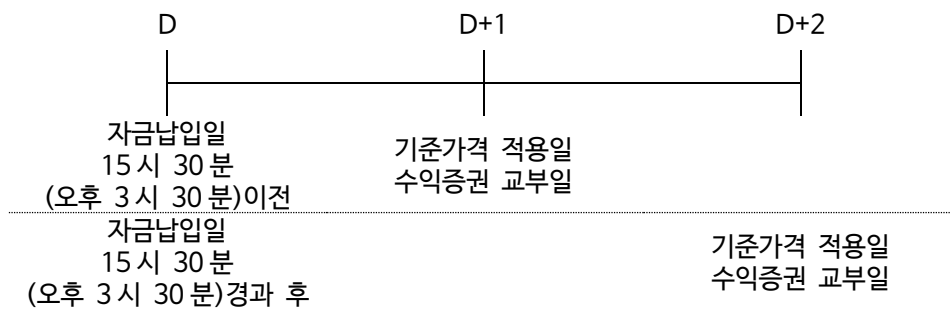 D D+1 D+2
자금납입일
15시 30분
(오후 3시 30분)이전
기준가격 적용일
수익증권 교부일
자금납입일
15시 30분
(오후 3시 30분)경과 후
기준가격 적용일
수익증권 교부일